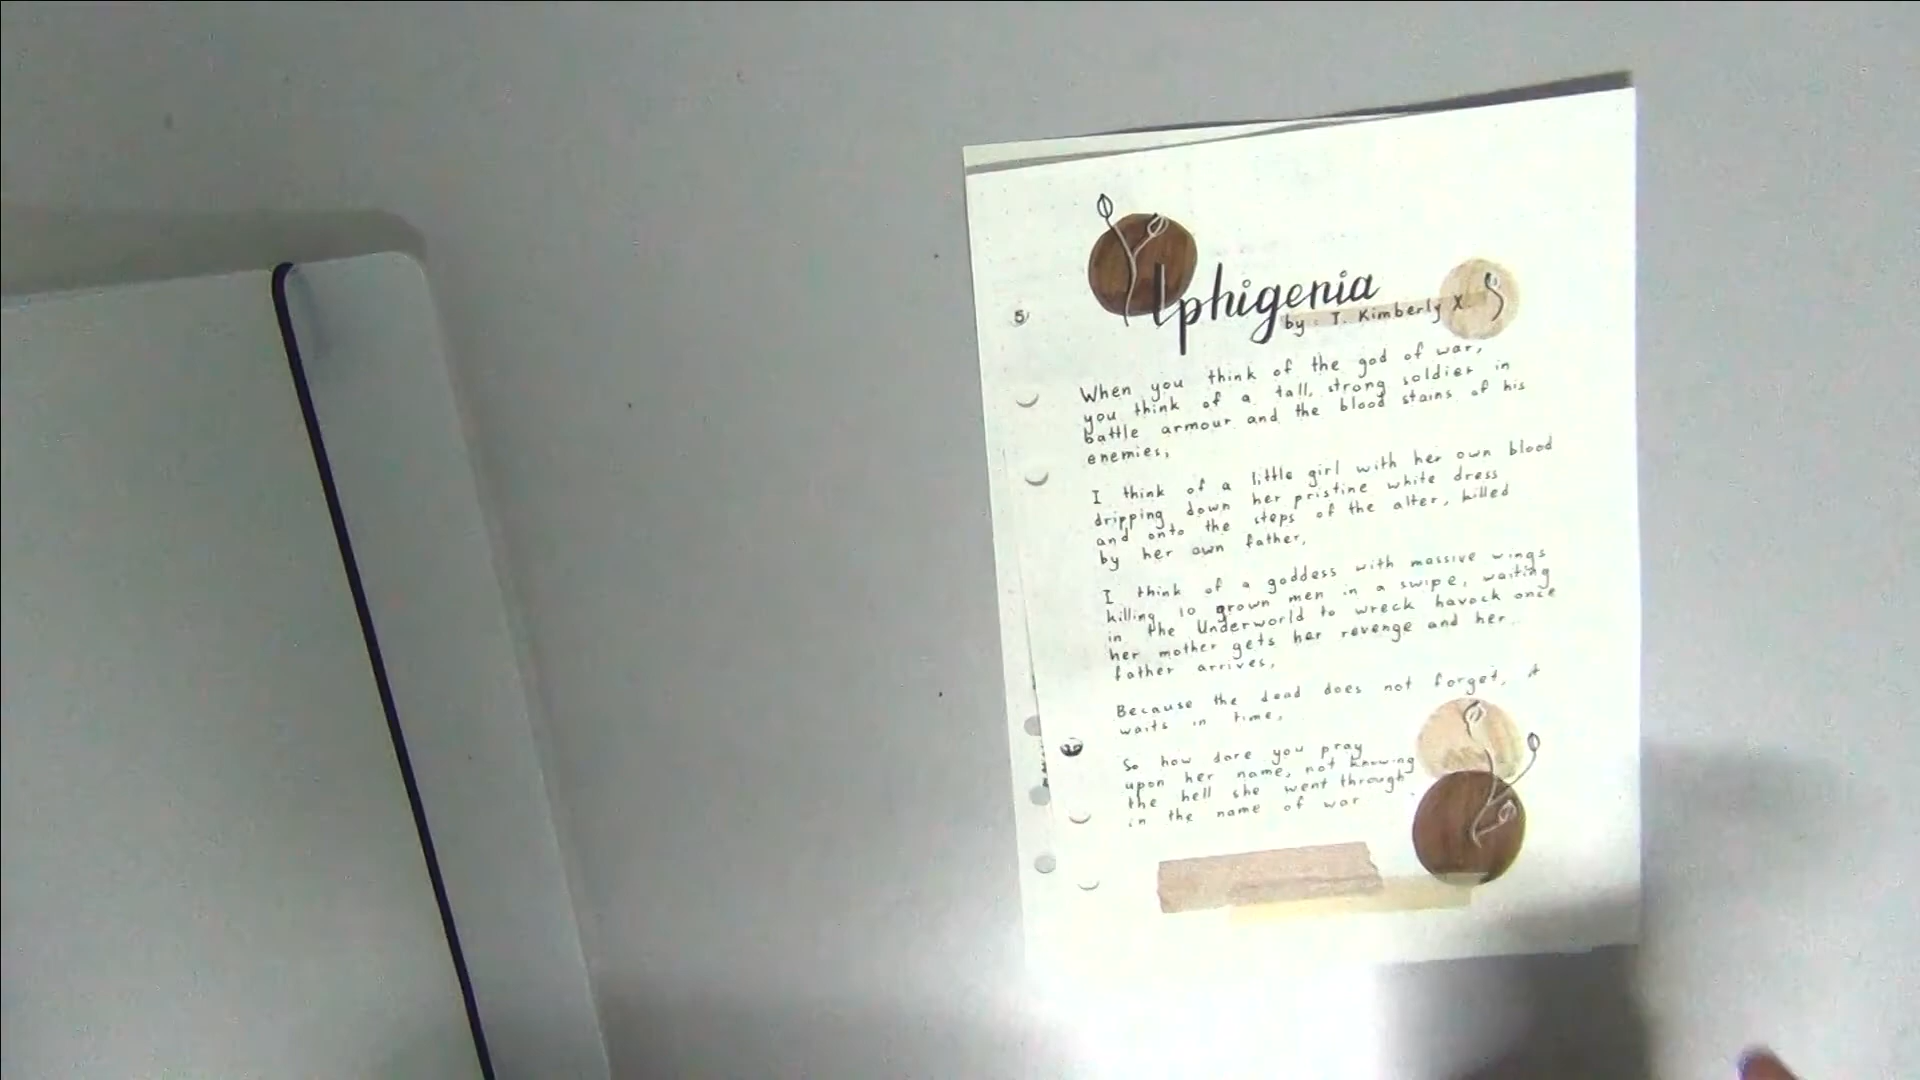 Iphigenia
by: T. Kimberly X.
5
When you think of the god of war,
you think of a tall, strong soldier in
battle armour and the blood stains of his
enemies,
I think of a little girl with her own blood
dripping down her pristine white dress
and onto the steps of the alter, killed
by her own father,
I think of a goddess with massive wings
killing 10 grown men in a swipe, waiting
in the Underworld to wreck havock once
her mother gets her revenge and her
father arrives,
Because the dead does not forget, it
waits in time,
So how dare you pray
upon her name, not knowing
the hell she went through
in the name of war